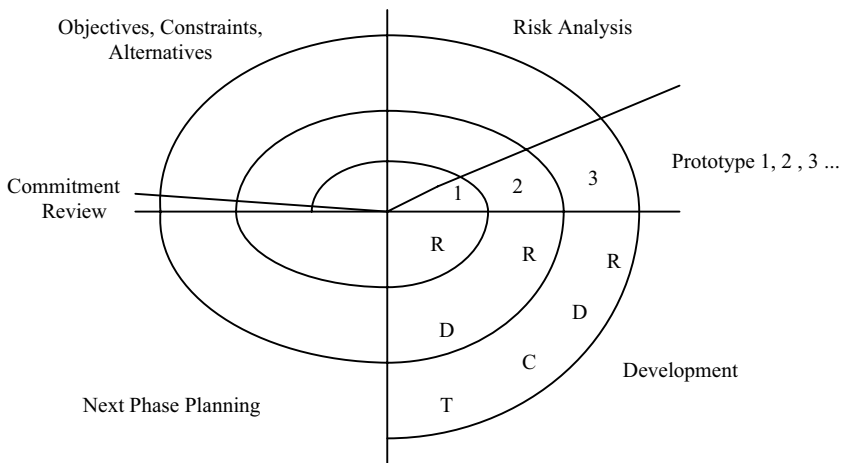 Objectives, Constraints,
Alternatives
Risk Analysis
Prototype 1, 2 , 3 ...
Commitment
Review
1
2
3
R
R
R
D
D
C
T
Development
Next Phase Planning